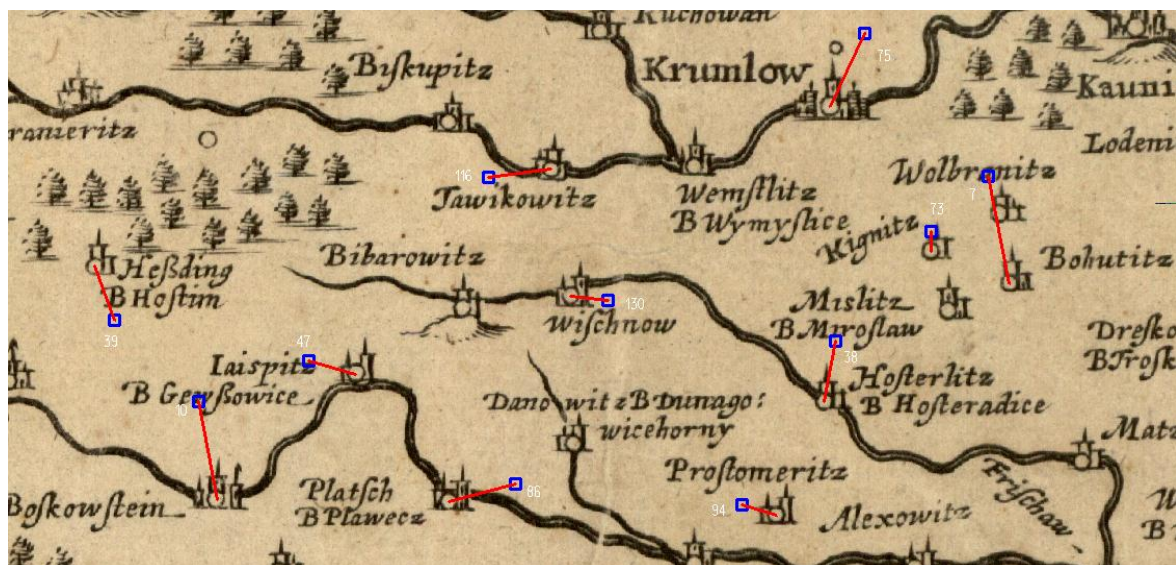 Kuchowan
Biskupitz
Krumlow
75
Kauni
ranieritz
Lodeni
116
Tawikowitz
Wemstlitz
B Wymyslice
Wolbramitz
7
73
Kignitz
Bohutitz
Heßding
B Hostim
39
Bibarowitz
Wischnow
130
Mislitz
B Miroslaw
38
Dresko
B Trosk
47
Iaispitz
B Geyßowice
10
Hosterlitz
B Hosteradice
Danowitz B Dunago:
wicehorny
Matz
Prostomeritz
Platsch
B Plawecz
86
94
Boskowstein
Alexowitz
Frischaw